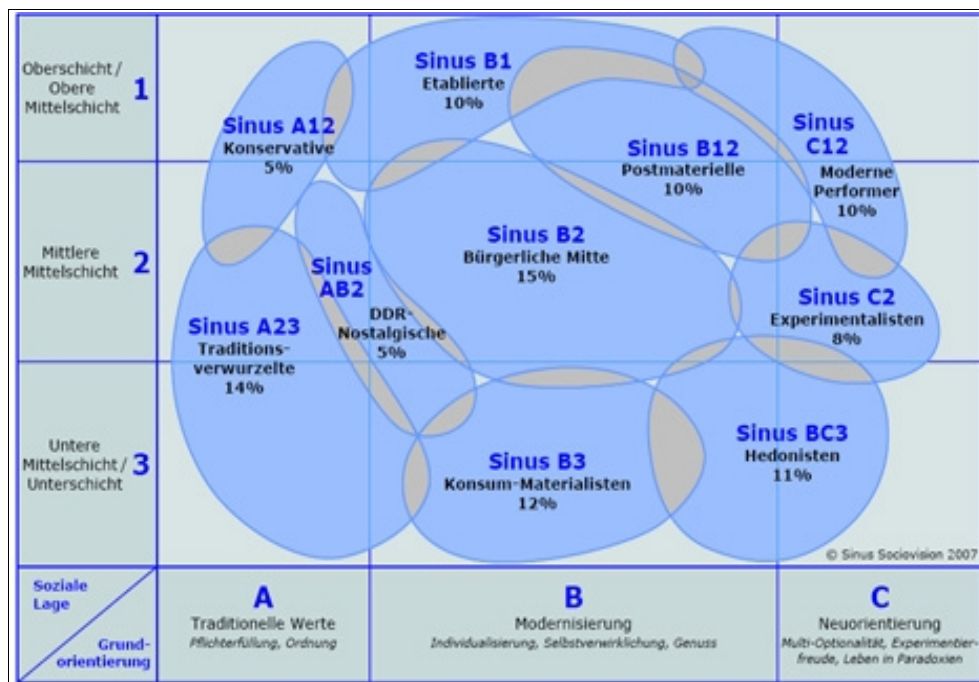 Oberschicht /
Obere
Mittelschicht
1
Sinus B1
Etablierte
10%
Sinus A12
Konservative
5%
Sinus B12
Postmaterielle
10%
Sinus
C12
Moderne
Performer
10%
Mittlere
Mittelschicht
2
Sinus B2
Bürgerliche Mitte
15%
Sinus
AB2
DDR-
Nostalgische
5%
Sinus A23
Traditions-
verwurzelte
14%
Sinus C2
Experimentalisten
8%
Untere
Mittelschicht /
Unterschicht
3
Sinus B3
Konsum-Materialisten
12%
Sinus BC3
Hedonisten
11%
© Sinus Sociovision 2007
Soziale
Lage
Grund-
orientierung
A
Traditionelle Werte
Pflichterfüllung, Ordnung
B
Modernisierung
Individualisierung, Selbstverwirklichung, Genuss
C
Neuorientierung
Multi-Optionalität, Experimentier-
freude, Leben in Paradoxien